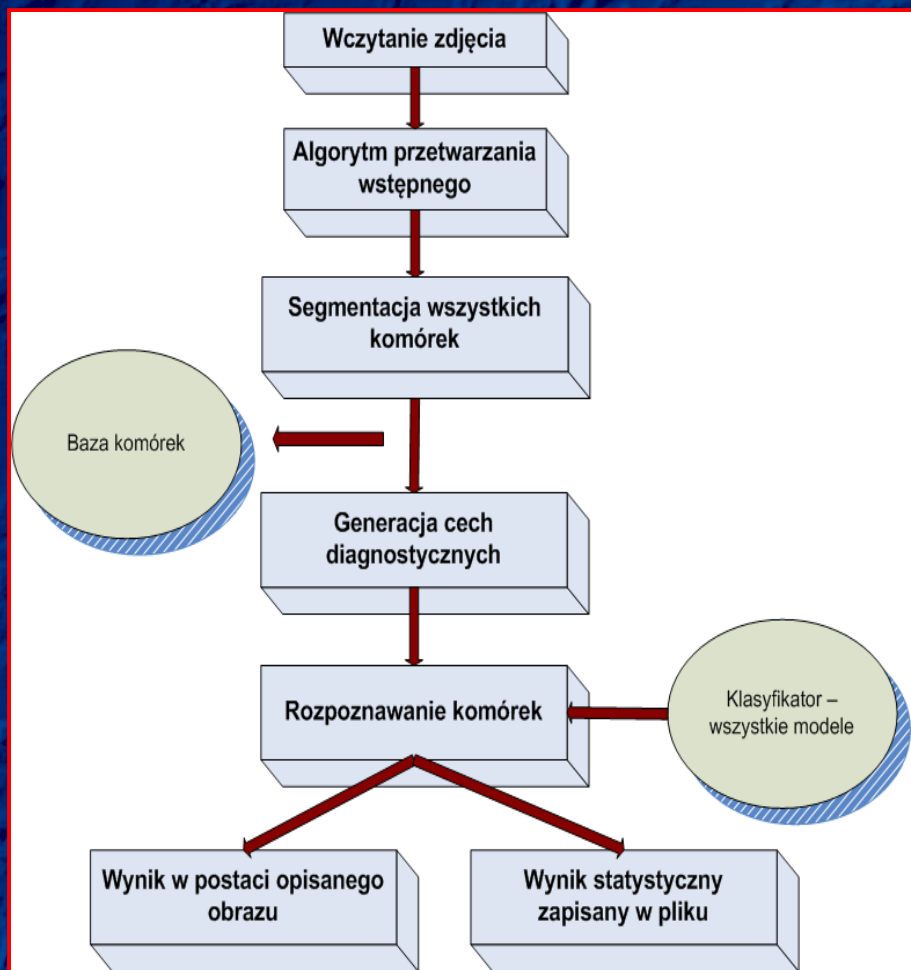 Wczytanie zdjęcia
Algorytm przetwarzania
wstępnego
Segmentacja wszystkich
komórek
Baza komórek
Generacja cech
diagnostycznych
Rozpoznawanie komórek
Klasyfikator –
wszystkie modele
Wynik w postaci opisanego
obrazu
Wynik statystyczny
zapisany w pliku